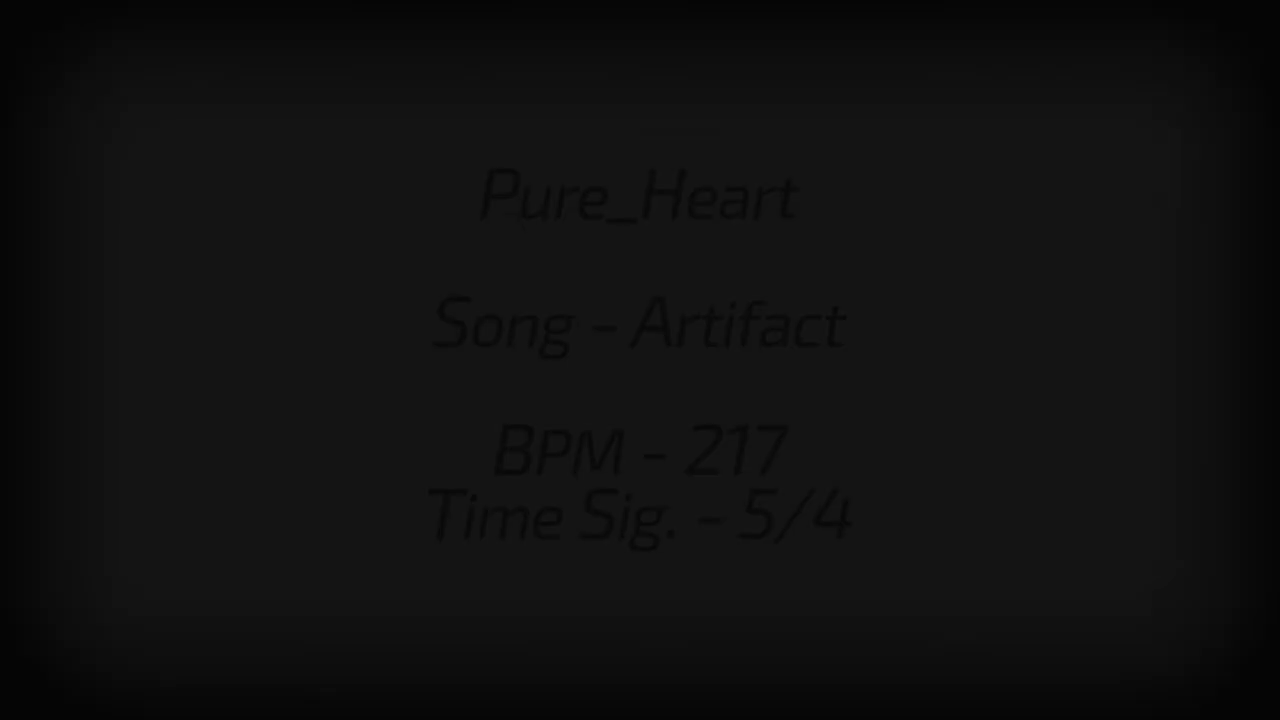 Pure_Heart
Song - Artifact
BPM - 217
Time Sig. - 5/4